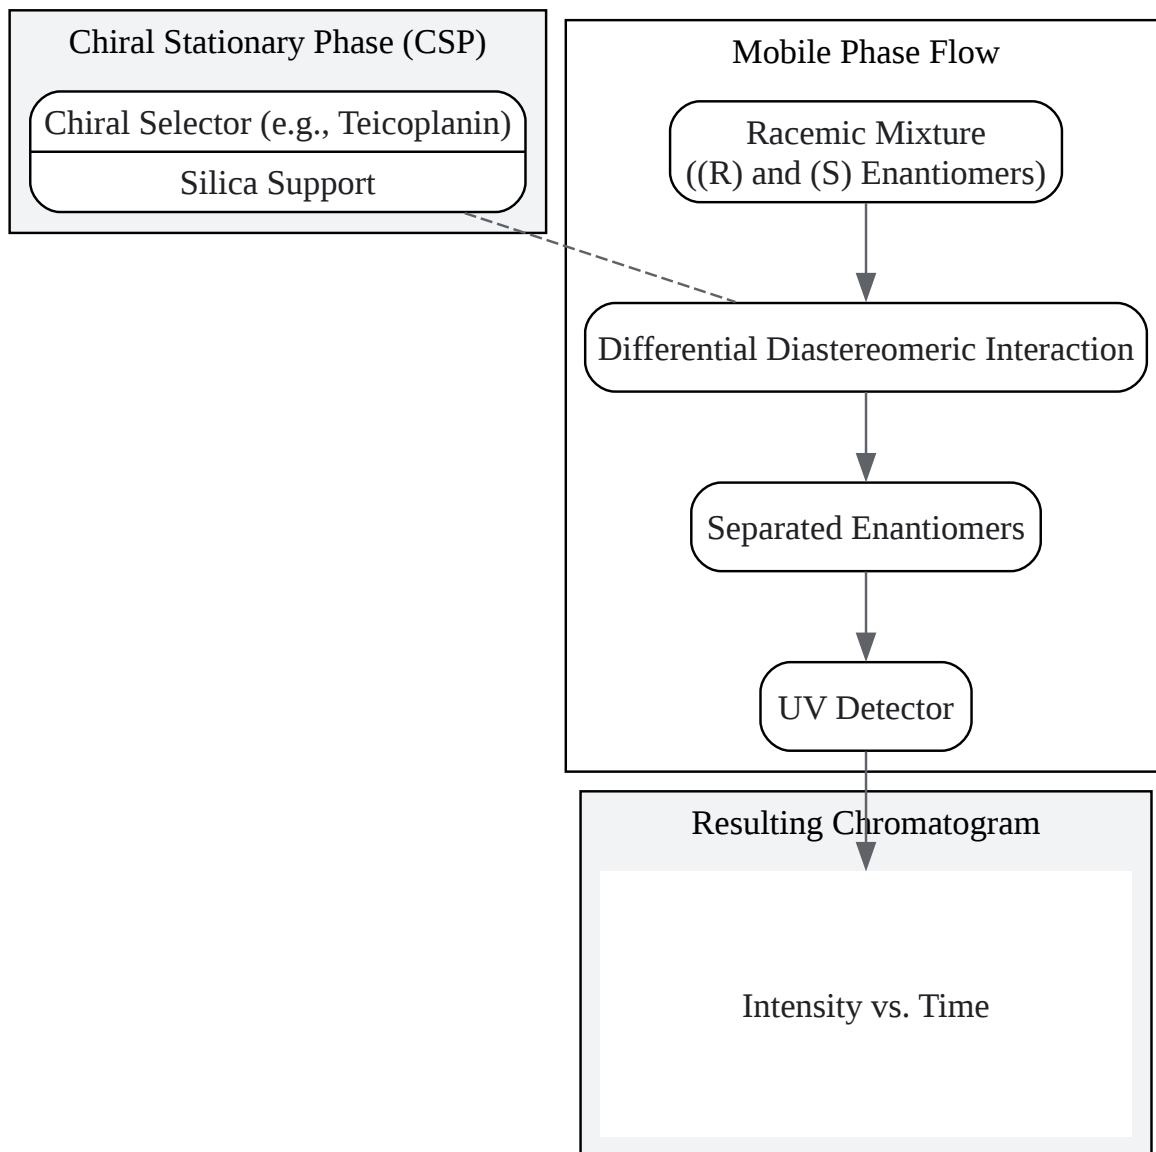 Chiral Stationary Phase (CSP)
Chiral Selector (e.g., Teicoplanin)
Silica Support
Mobile Phase Flow
Racemic Mixture
((R) and (S) Enantiomers)
Differential Diastereomeric Interaction
Separated Enantiomers
UV Detector
Resulting Chromatogram
Intensity vs. Time